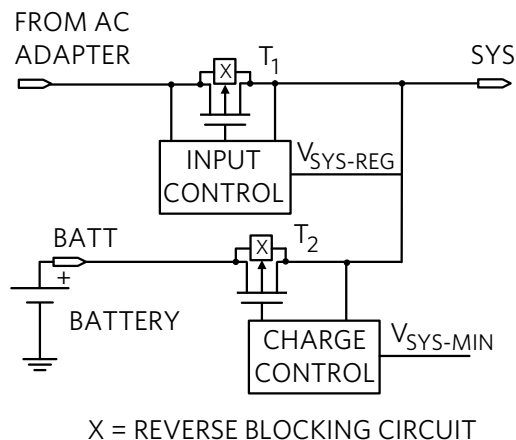 FROM AC
ADAPTER
SYS
X
T1
INPUT
CONTROL
VSYS-REG
BATT
X
T2
+
BATTERY
CHARGE
CONTROL
VSYS-MIN
X = REVERSE BLOCKING CIRCUIT